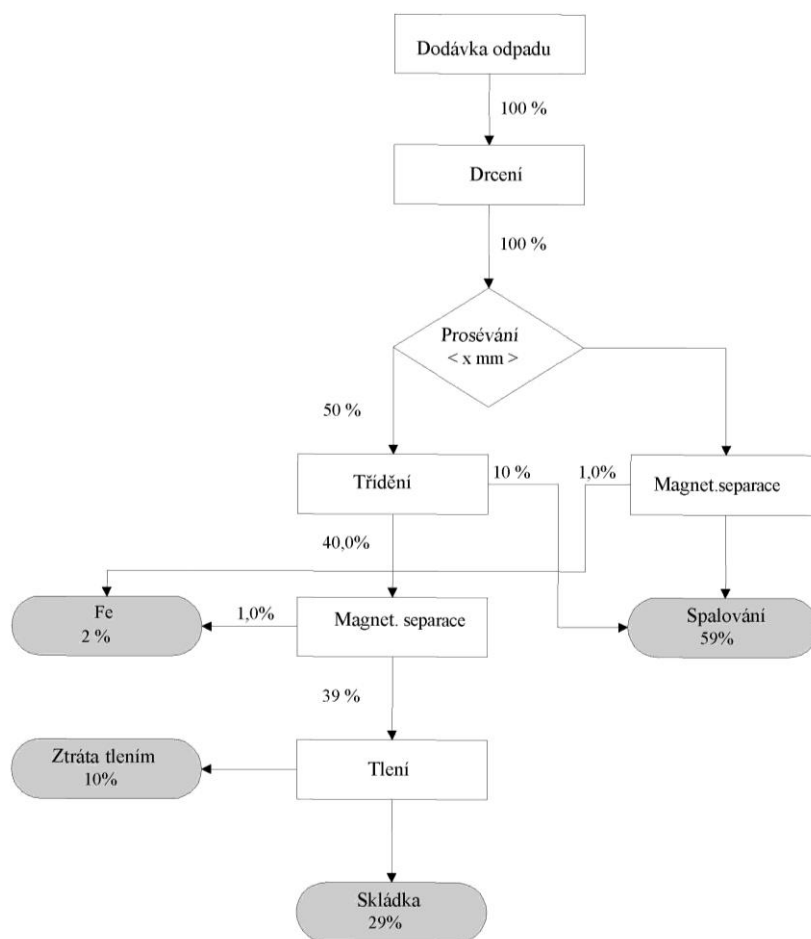 Dodávka odpadu
100 %
Drcení
100 %
Prosévání
< x mm >
50 %
Třídění
10 %
1,0%
Magnet.separace
40,0%
Fe
2 %
1,0%
Magnet. separace
Spalování
59%
39 %
Ztráta tlením
10%
Tlení
Skládka
29%